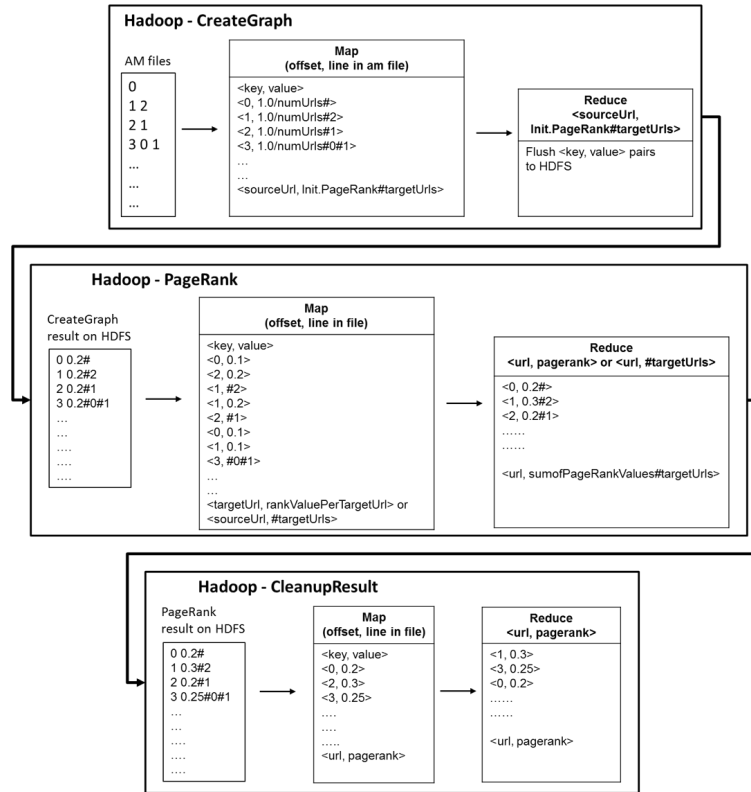 Hadoop - CreateGraph
AM files
0
1 2
2 1
3 0 1
...
...
...
Map
(offset, line in am file)
<key, value>
<0, 1.0/numUrls#>
<1, 1.0/numUrls#2>
<2, 1.0/numUrls#1>
<3, 1.0/numUrls#0#1>
...
...
<sourceUrl, Init.PageRank#targetUrls>
Reduce
<sourceUrl,
Init.PageRank#targetUrls>
Flush <key, value> pairs
to HDFS
Hadoop - PageRank
CreateGraph
result on HDFS
0 0.2#
1 0.2#2
2 0.2#1
3 0.2#0#1
...
...
....
....
Map
(offset, line in file)
<key, value>
<0, 0.1>
<2, 0.2>
<1, #2>
<1, 0.2>
<2, #1>
<0, 0.1>
<1, 0.1>
<3, #0#1>
...
...
<targetUrl, rankValuePerTargetUrl> or
<sourceUrl, #targetUrls>
Reduce
<url, pagerank> or <url, #targetUrls>
<0, 0.2#>
<1, 0.3#2>
<2, 0.2#1>
......
......
<url, sumofPageRankValues#targetUrls>
Hadoop - CleanupResult
PageRank
result on HDFS
0 0.2#
1 0.3#2
2 0.2#1
3 0.25#0#1
...
...
....
....
....
Map
(offset, line in file)
<key, value>
<0, 0.2>
<2, 0.3>
<3, 0.25>
....
....
.....
<url, pagerank>
Reduce
<url, pagerank>
<1, 0.3>
<3, 0.25>
<0, 0.2>
......
......
<url, pagerank>